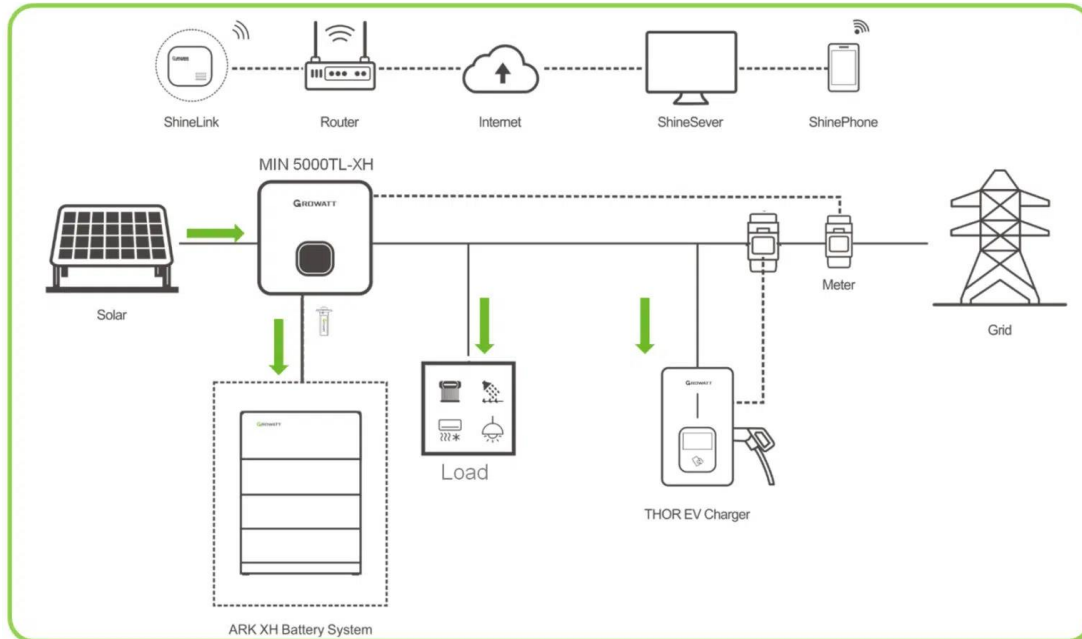 ShineLink
Router
Internet
ShineSever
ShinePhone
MIN 5000TL-XH
GROWATT
Solar
Meter
Grid
GROWATT
Load
GROWATT
THOR EV Charger
ARK XH Battery System